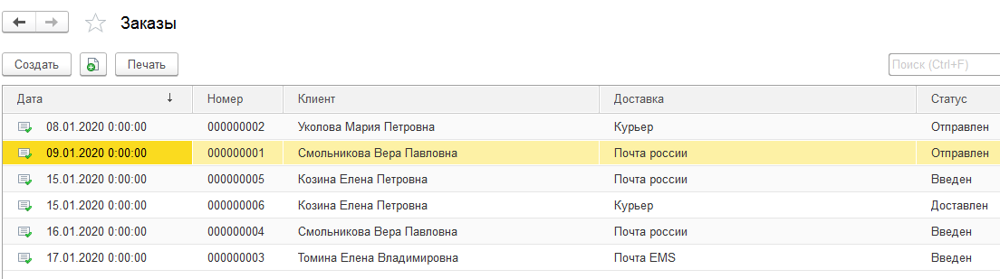 Заказы
Создать Печать Поиск (Ctrl+F)
Дата ↓ Номер Клиент Доставка Статус
08.01.2020 0:00:00 000000002 Уколова Мария Петровна Курьер Отправлен
09.01.2020 0:00:00 000000001 Смольникова Вера Павловна Почта россии Отправлен
15.01.2020 0:00:00 000000005 Козина Елена Петровна Почта россии Введен
15.01.2020 0:00:00 000000006 Козина Елена Петровна Курьер Доставлен
16.01.2020 0:00:00 000000004 Смольникова Вера Павловна Почта россии Введен
17.01.2020 0:00:00 000000003 Томина Елена Владимировна Почта EMS Введен